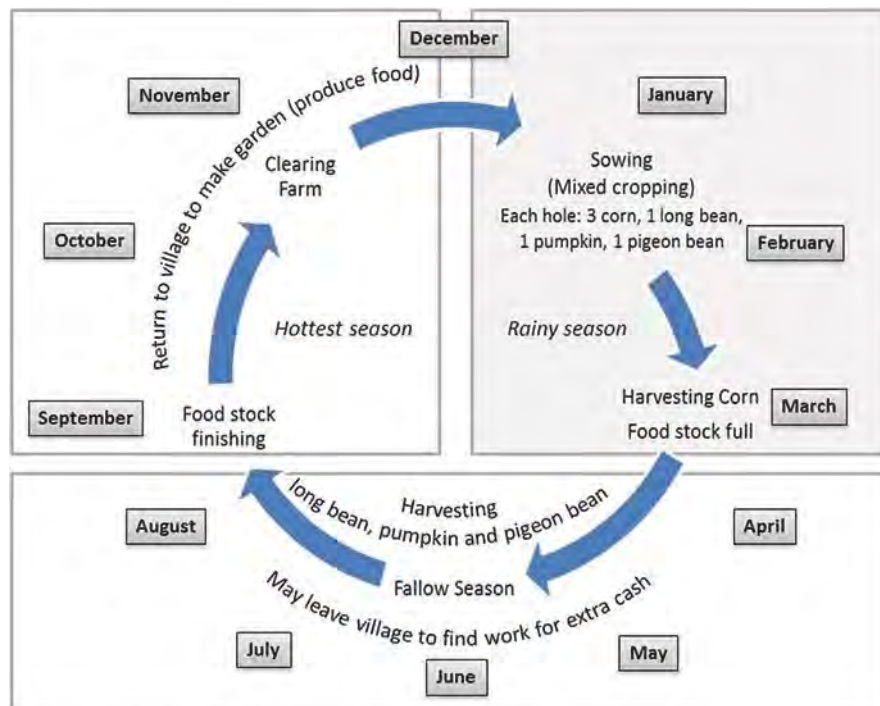 December
November
January
Return to village to make garden (produce food)
Clearing
Farm
Sowing
(Mixed cropping)
Each hole: 3 corn, 1 long bean,
1 pumpkin, 1 pigeon bean
October
February
Hottest season
Rainy season
September
Food stock
finishing
Harvesting Corn
Food stock full
March
August
Harvesting
long bean, pumpkin and pigeon bean
April
Fallow Season
May leave village to find work for extra cash
July
June
May